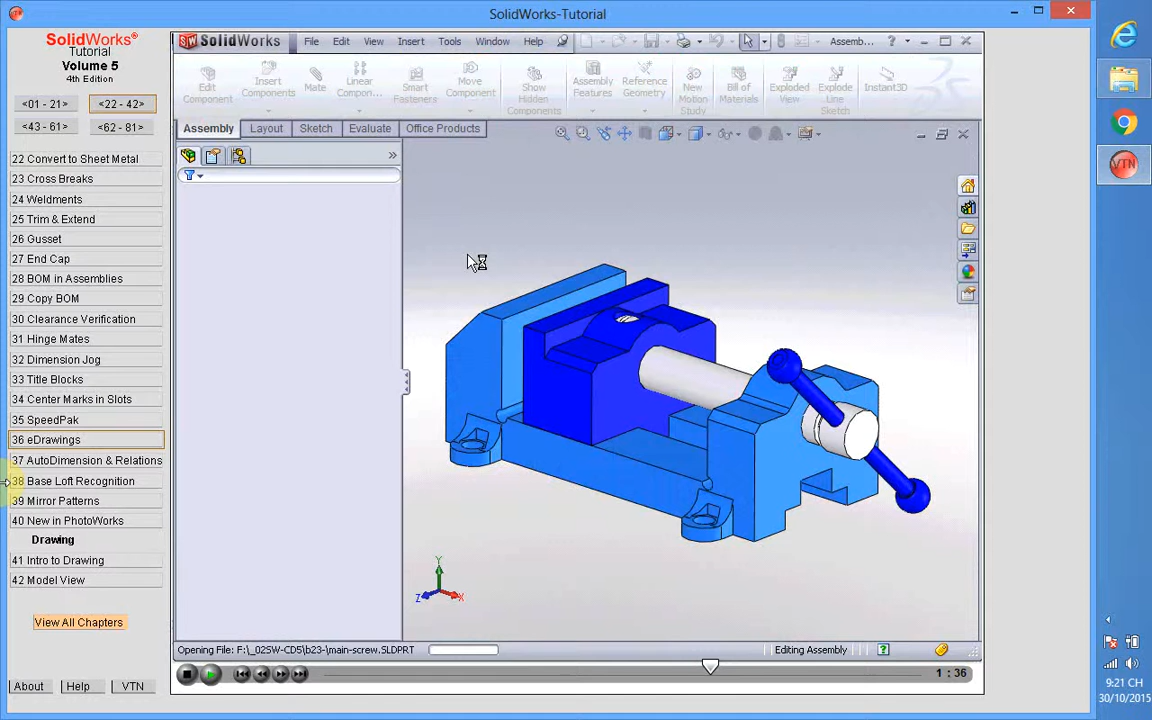 SolidWorks-Tutorial
SolidWorks®
Tutorial
Volume 5
4th Edition
<01 - 21> <22 - 42>
<43 - 61> <62 - 81>
22 Convert to Sheet Metal
23 Cross Breaks
24 Weldments
25 Trim & Extend
26 Gusset
27 End Cap
28 BOM in Assemblies
29 Copy BOM
30 Clearance Verification
31 Hinge Mates
32 Dimension Jog
33 Title Blocks
34 Center Marks in Slots
35 SpeedPak
36 eDrawings
37 AutoDimension & Relations
38 Base Loft Recognition
39 Mirror Patterns
40 New in PhotoWorks
Drawing
41 Intro to Drawing
42 Model View
View All Chapters
About Help VTN
SW SolidWorks File Edit View Insert Tools Window Help Assemb... ?
Edit Component
Insert Components
Mate
Linear Compon...
Smart Fasteners
Move Component
Show Hidden Components
Assembly Features
Reference Geometry
New Motion Study
Bill of Materials
Exploded View
Explode Line Sketch
Instant3D
Assembly Layout Sketch Evaluate Office Products
Y
Z X
Opening File: F:\_02SW-CD5\b23-\main-screw.SLDPRT Editing Assembly
1 : 36
VTN
9:21 CH
30/10/2015